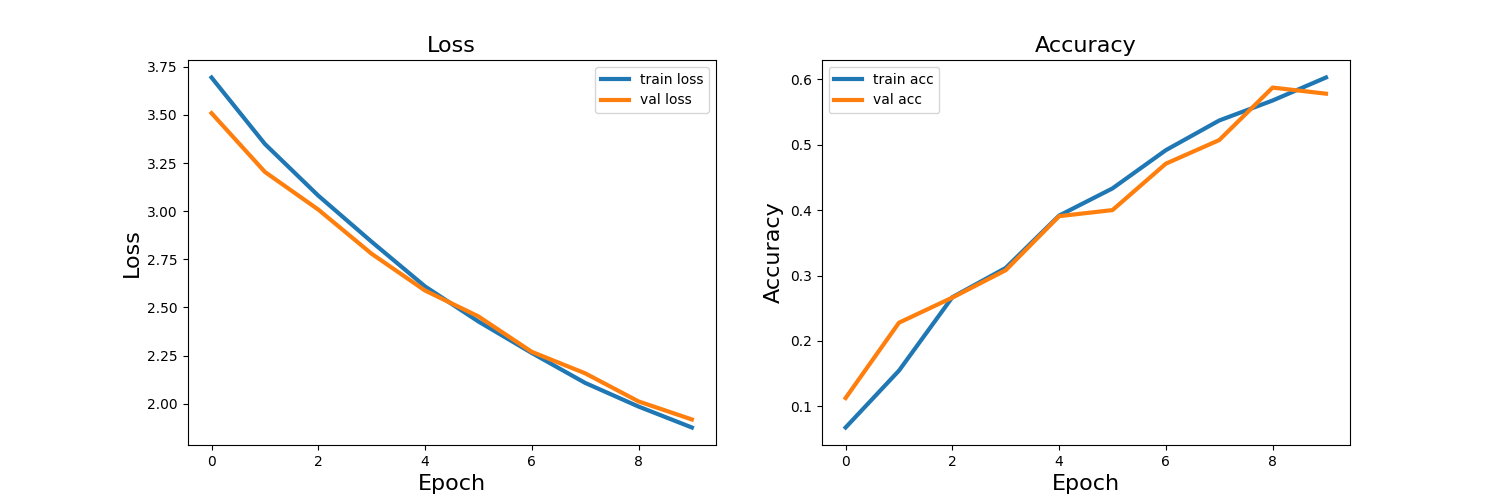 Loss
train loss
val loss
3.75
3.50
3.25
3.00
2.75
2.50
2.25
2.00
Loss
0
2
4
6
8
Epoch
Accuracy
train acc
val acc
0.6
0.5
0.4
0.3
0.2
0.1
Accuracy
0
2
4
6
8
Epoch